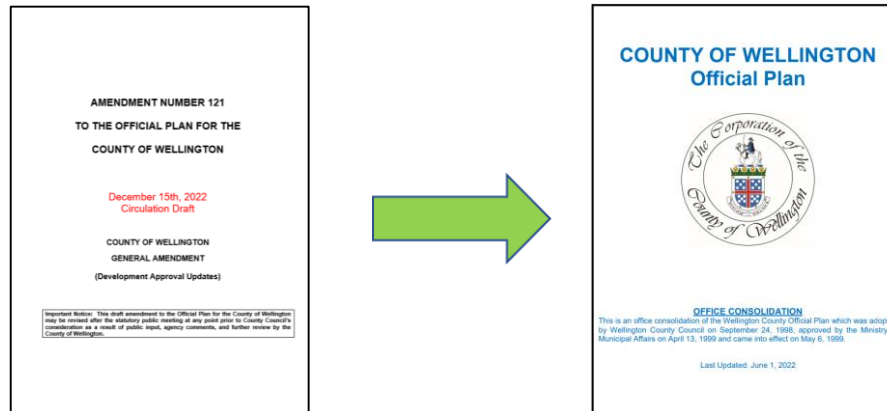 AMENDMENT NUMBER 121
TO THE OFFICIAL PLAN FOR THE
COUNTY OF WELLINGTON
December 15th, 2022
Circulation Draft
COUNTY OF WELLINGTON
GENERAL AMENDMENT
(Development Approval Updates)
Important Notice: This draft amendment to the Official Plan for the County of Wellington
may be revised after the statutory public meeting at any point prior to County Council's
consideration as a result of public input, agency comments, and further review by the
County of Wellington.
COUNTY OF WELLINGTON
Official Plan
The Corporation of the
County of Wellington
OFFICE CONSOLIDATION
This is an office consolidation of the Wellington County Official Plan which was adop
by Wellington County Council on September 24, 1998, approved by the Ministry
Municipal Affairs on April 13, 1999 and came into effect on May 6, 1999.
Last Updated: June 1, 2022